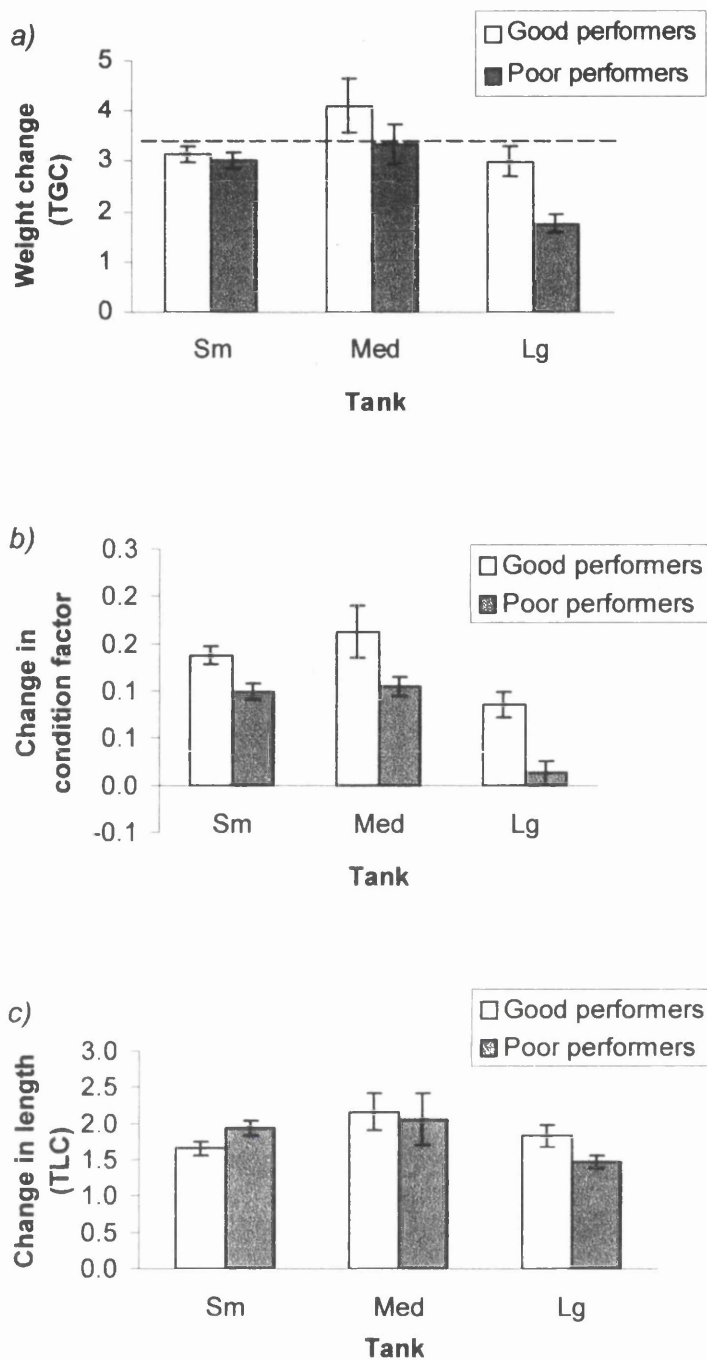 a)
Good performers
Poor performers
Weight change
(TGC)
5
4
3
2
1
0
Sm Med Lg
Tank
b)
Good performers
Poor performers
Change in
condition factor
0.3
0.2
0.2
0.1
0.1
0.0
-0.1
Sm Med Lg
Tank
c)
Good performers
Poor performers
Change in length
(TLC)
3.0
2.5
2.0
1.5
1.0
0.5
0.0
Sm Med Lg
Tank